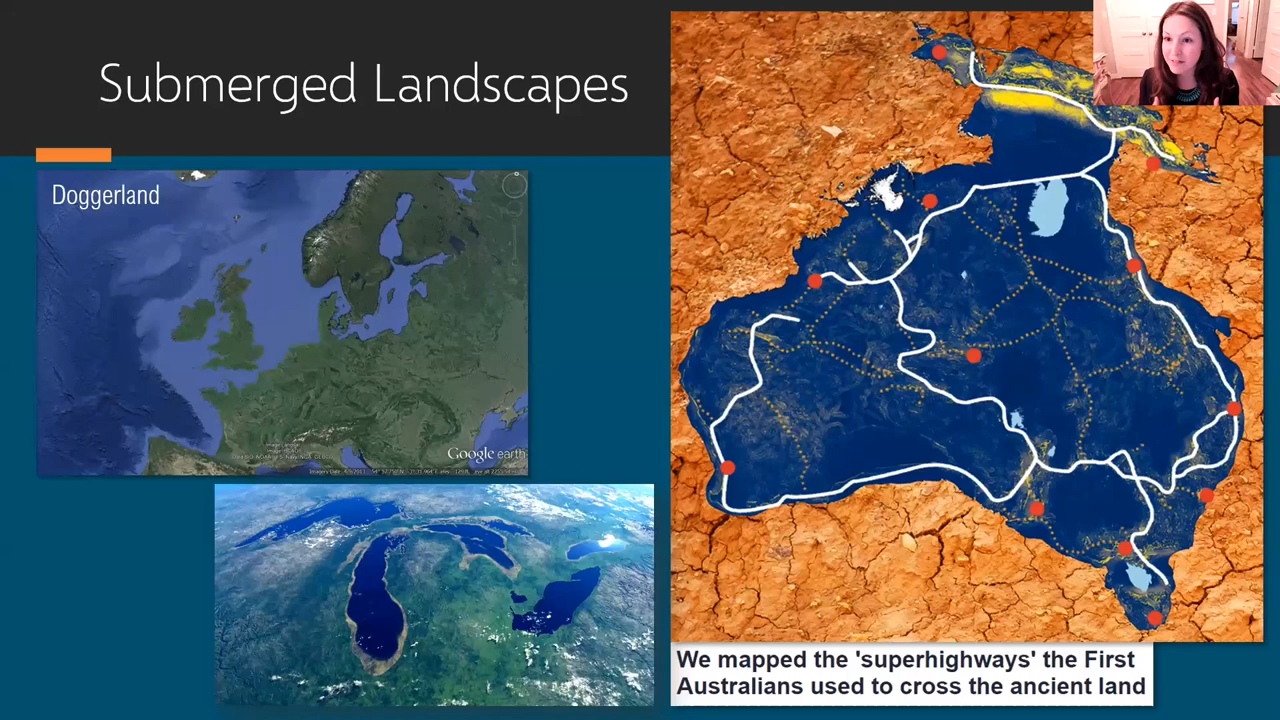 Submerged Landscapes
Doggerland
Google earth
We mapped the 'superhighways' the First
Australians used to cross the ancient land